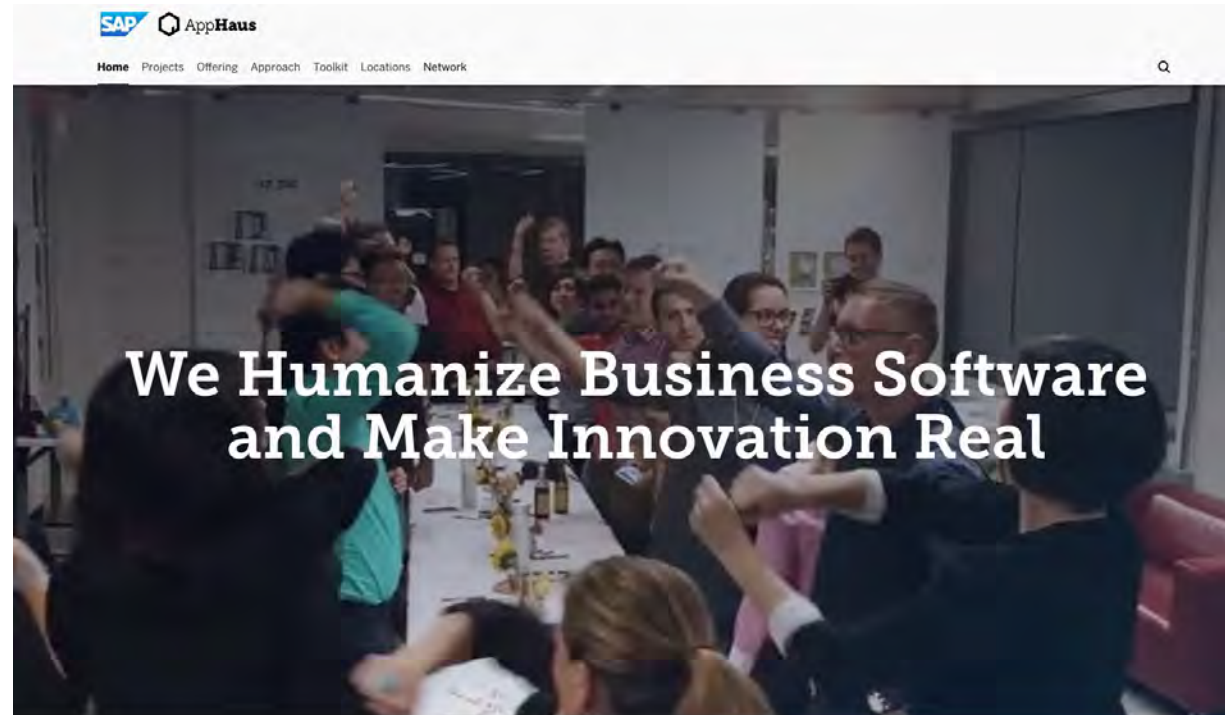 SAP AppHaus
Home Projects Offering Approach Toolkit Locations Network
We Humanize Business Software
and Make Innovation Real